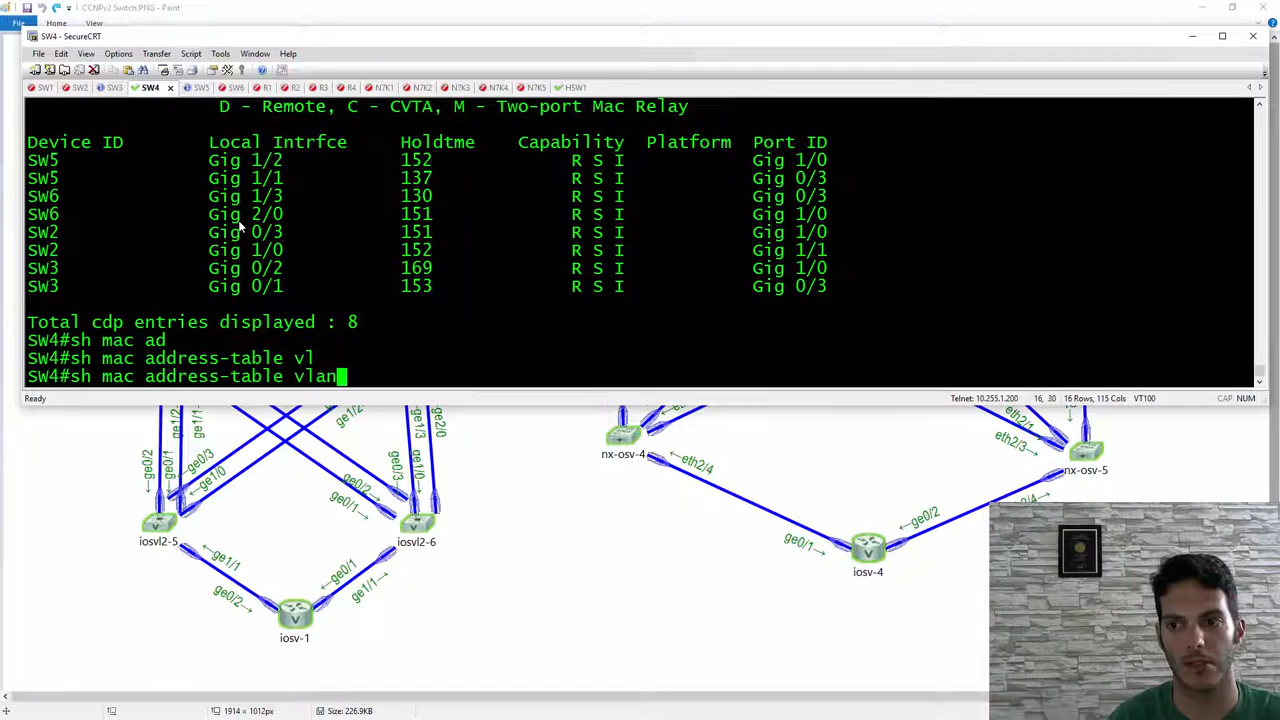 CCNPv2 Switch.PNG - Paint
File Home View
SW4 - SecureCRT
File Edit View Options Transfer Script Tools Window Help
SW1 SW2 SW3 SW4 SW5 SW6 R1 R2 R3 R4 N7K1 N7K2 N7K3 N7K4 N7K5 HSW1
D - Remote, C - CVTA, M - Two-port Mac Relay
Device ID Local Intrfce Holdtme Capability Platform Port ID
SW5 Gig 1/2 152 R S I Gig 1/0
SW5 Gig 1/1 137 R S I Gig 0/3
SW6 Gig 1/3 130 R S I Gig 0/3
SW6 Gig 2/0 151 R S I Gig 1/0
SW2 Gig 0/3 151 R S I Gig 1/0
SW2 Gig 1/0 152 R S I Gig 1/1
SW3 Gig 0/2 169 R S I Gig 1/0
SW3 Gig 0/1 153 R S I Gig 0/3
Total cdp entries displayed : 8
SW4#sh mac ad
SW4#sh mac address-table vl
SW4#sh mac address-table vlan
Ready Telnet: 10.255.1.200 16, 30 16 Rows, 115 Cols VT100 CAP NUM
ge1/2
ge1/1
ge1/2
ge1/3
ge2/0
eth2/1
eth2/3
nx-osv-4
nx-osv-5
eth2/4
ge0/2
ge0/1
ge0/3
ge1/0
ge0/2
ge0/1
ge0/3
ge1/0
iosvl2-5
iosvl2-6
ge0/1
ge0/2
iosv-4
ge1/1
ge0/2
ge0/1
ge1/1
iosv-1
1914 × 1012px Size: 226.9KB